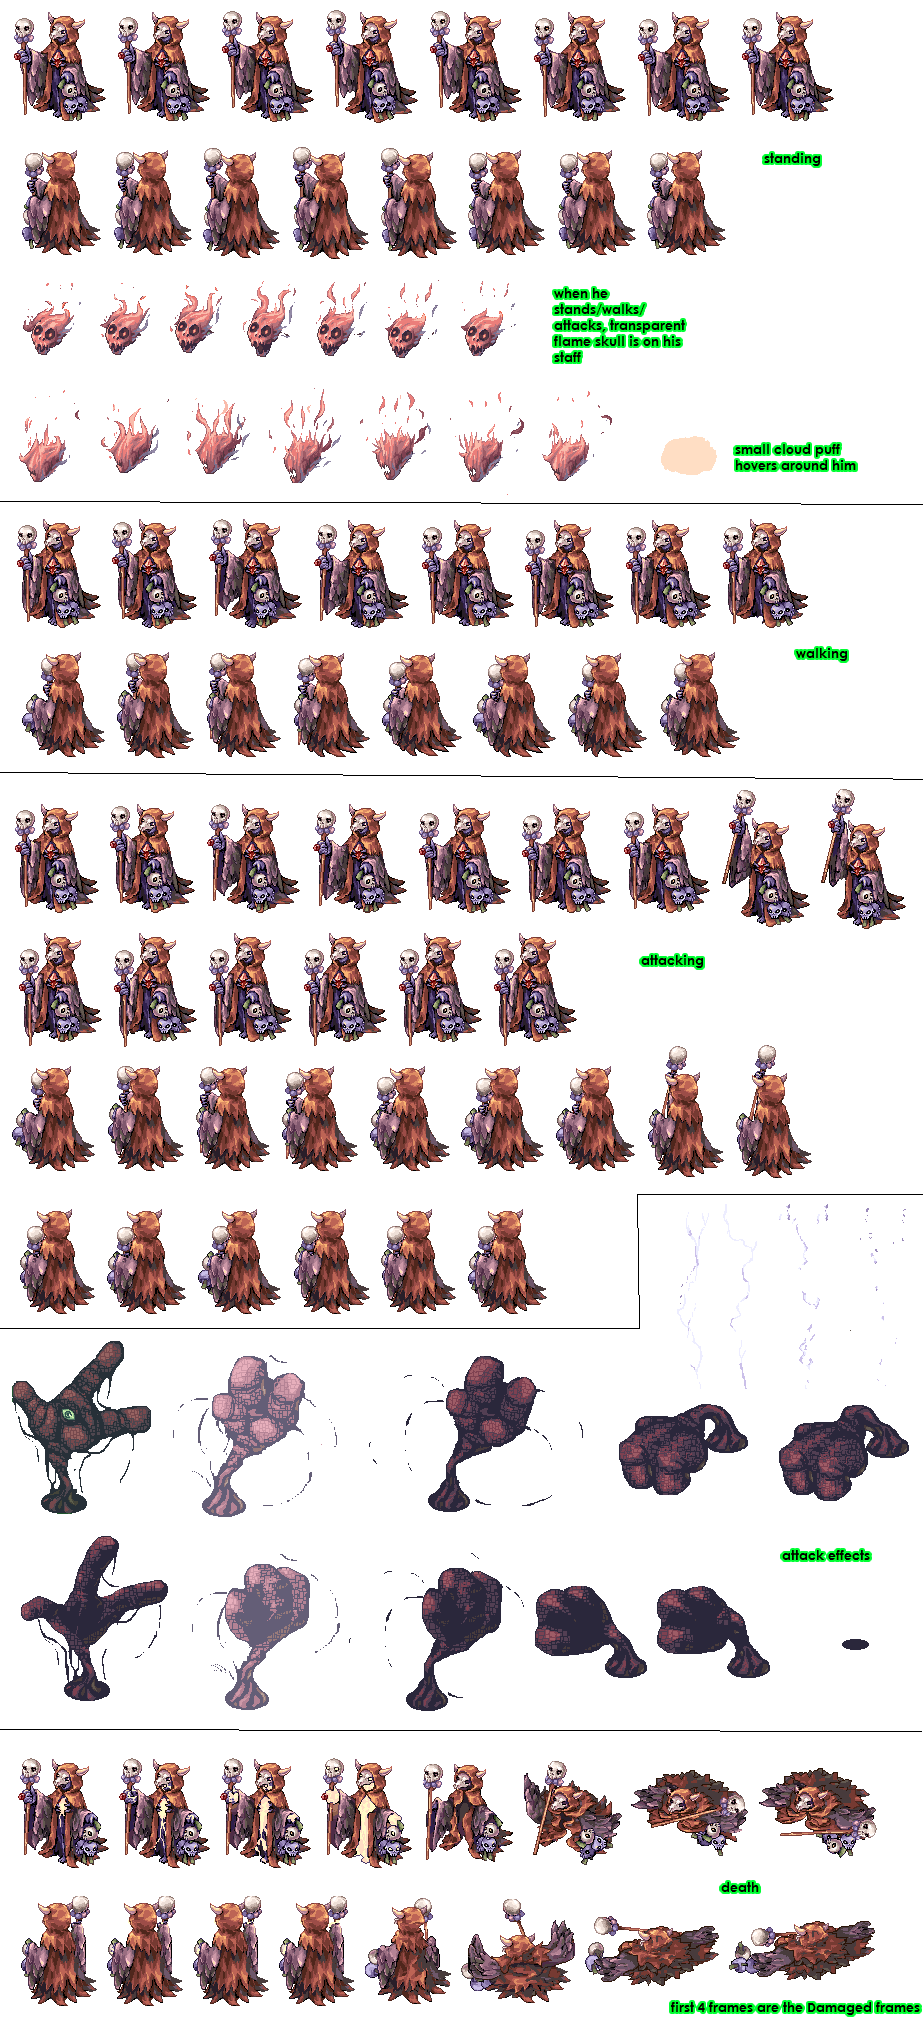 standing
when he
stands/walks/
attacks, transparent
flame skull is on his
staff
small cloud puff
hovers around him
walking
attacking
attack effects
death
first 4 frames are the Damaged frames